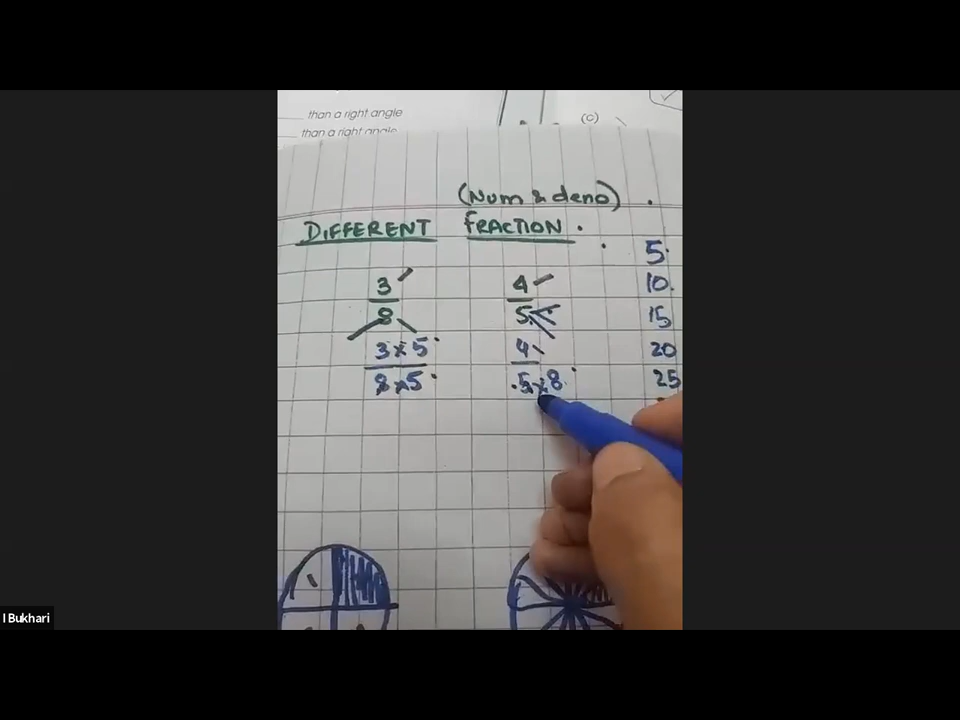 than a right angle
than a right angle
(c)
(Num & deno)
DIFFERENT FRACTION.
5.
3 4 10.
8 5 15
3x5 4 20
8x5 5x8 25
I Bukhari